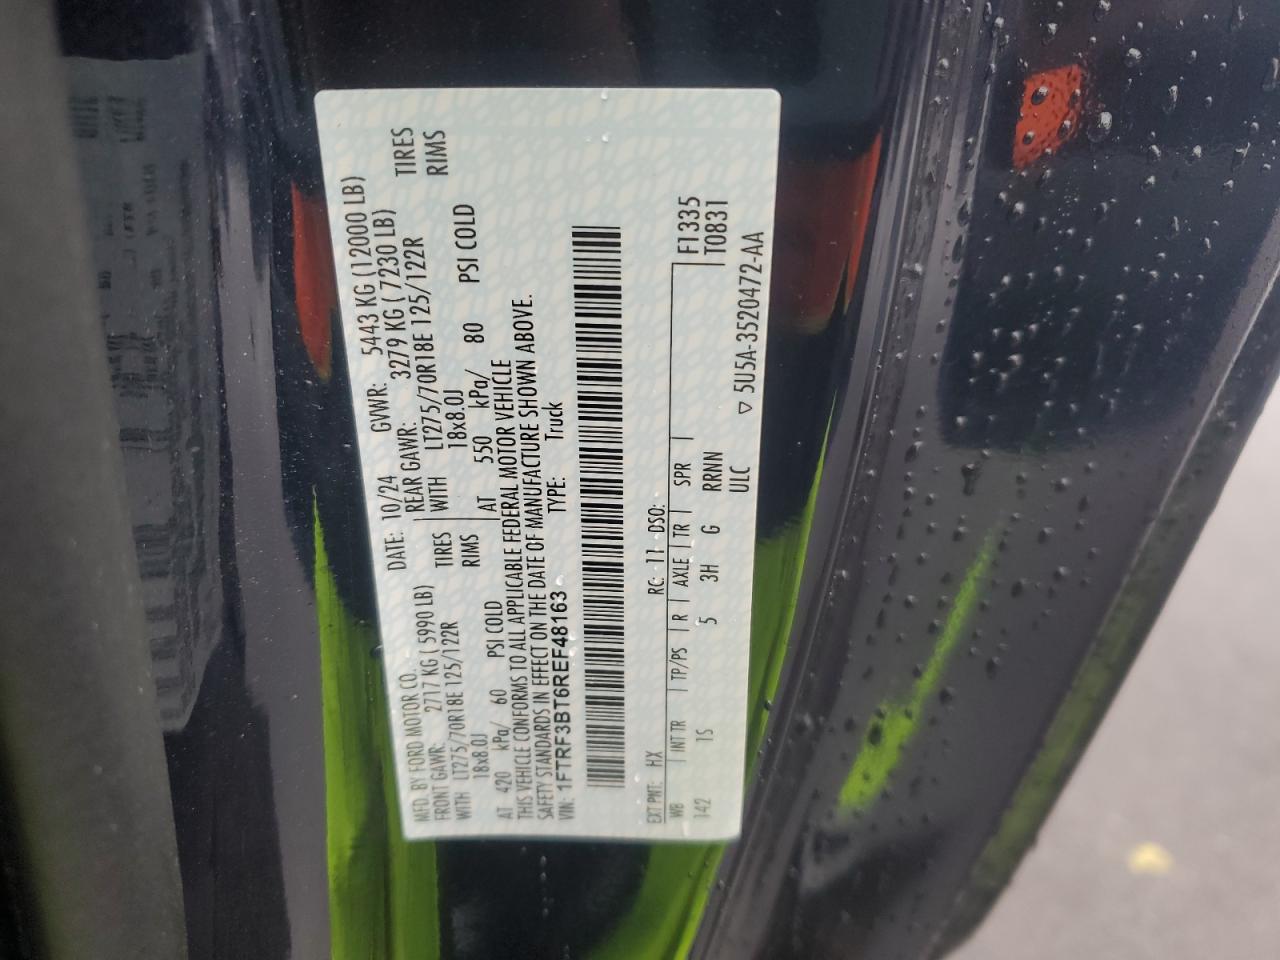 MFD. BY FORD MOTOR CO.
DATE: 10/24 GVWR: 5443 KG (12000 LB)
FRONT GAWR: 2717 KG (5990 LB) REAR GAWR: 3279 KG (7230 LB)
WITH LT275/70R18E 125/122R TIRES WITH LT275/70R18E 125/122R TIRES
18x8.0J RIMS 18x8.0J RIMS
AT 420 kPa/ 60 PSI COLD AT 550 kPa/ 80 PSI COLD
THIS VEHICLE CONFORMS TO ALL APPLICABLE FEDERAL MOTOR VEHICLE
SAFETY STANDARDS IN EFFECT ON THE DATE OF MANUFACTURE SHOWN ABOVE.
VIN: 1FTRF3BT6REF48163 TYPE: Truck
EXT PNT: HX RC: 11 DSO: F1335
WB INT TR TP/PS R AXLE TR SPR T0831
142 1S 5 3H G RRNN
ULC ▽ 5U5A-3520472-AA